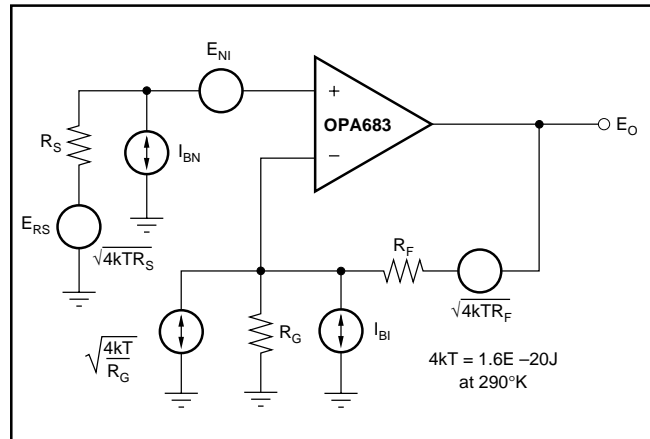 E_NI
+
OPA683
−
E_O
R_S
I_BN
E_RS
√4kTR_S
R_F
√4kTR_F
√4kT/R_G
R_G
I_BI
4kT = 1.6E –20J
at 290°K